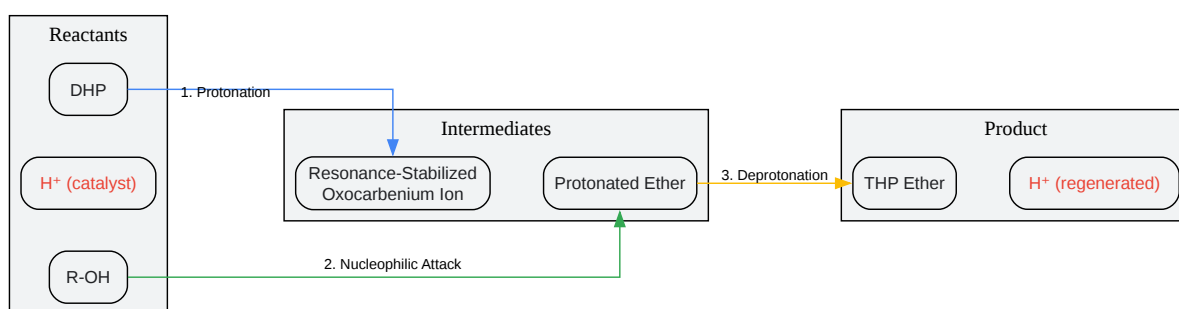 Reactants
DHP
1. Protonation
H⁺ (catalyst)
R-OH
2. Nucleophilic Attack
Intermediates
Resonance-Stabilized
Oxocarbenium Ion
Protonated Ether
3. Deprotonation
Product
THP Ether
H⁺ (regenerated)